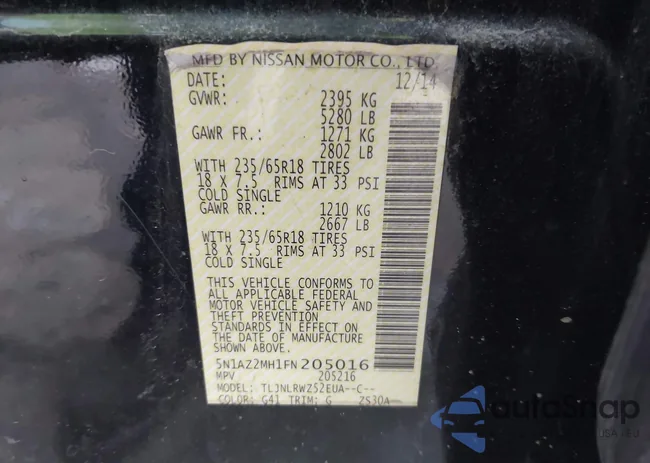 MFD BY NISSAN MOTOR CO., LTD.
DATE: 12/14
GVWR: 2395 KG
5280 LB
GAWR FR.: 1271 KG
2802 LB
WITH 235/65R18 TIRES
18 X 7.5 RIMS AT 33 PSI
COLD SINGLE
GAWR RR.: 1210 KG
2667 LB
WITH 235/65R18 TIRES
18 X 7.5 RIMS AT 33 PSI
COLD SINGLE
THIS VEHICLE CONFORMS TO
ALL APPLICABLE FEDERAL
MOTOR VEHICLE SAFETY AND
THEFT PREVENTION
STANDARDS IN EFFECT ON
THE DATE OF MANUFACTURE
SHOWN ABOVE.
5N1AZ2MH1FN205016
MPV 205216
MODEL: TLJNLRWZ52EUA--C--
COLOR: G41 TRIM: G Z530A
AutoSnap